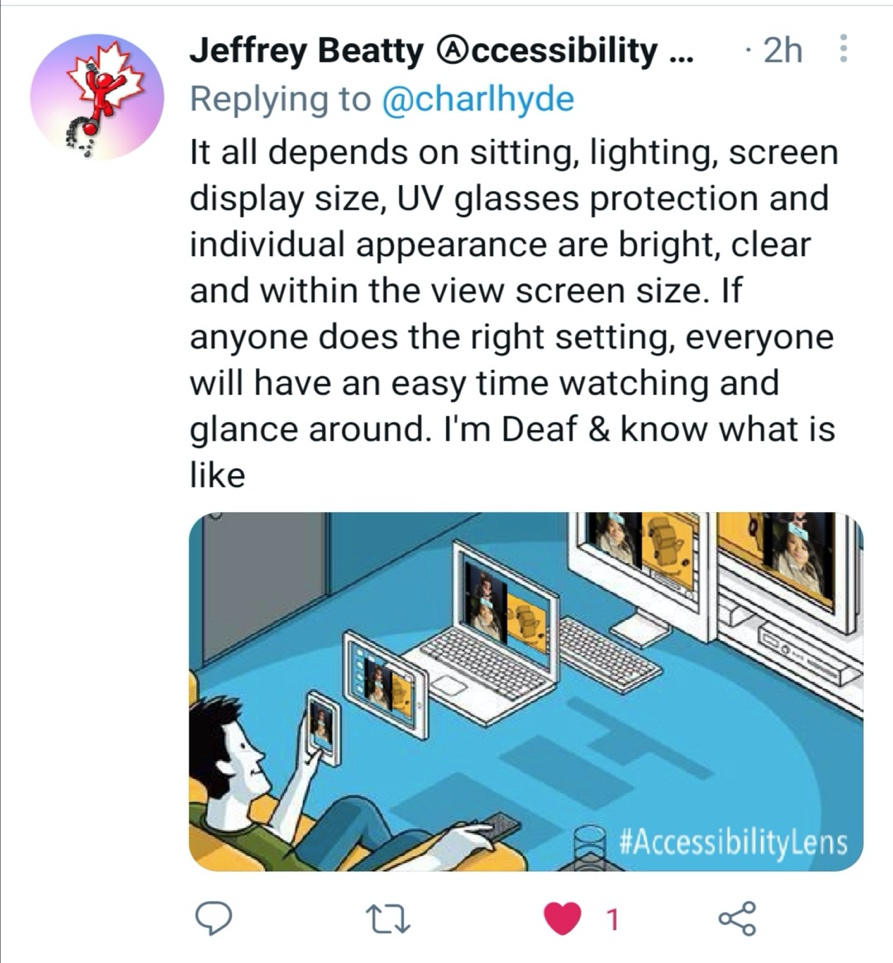 Jeffrey Beatty Ⓐccessibility ... · 2h
Replying to @charlhyde
It all depends on sitting, lighting, screen
display size, UV glasses protection and
individual appearance are bright, clear
and within the view screen size. If
anyone does the right setting, everyone
will have an easy time watching and
glance around. I'm Deaf & know what is
like
#AccessibilityLens
1